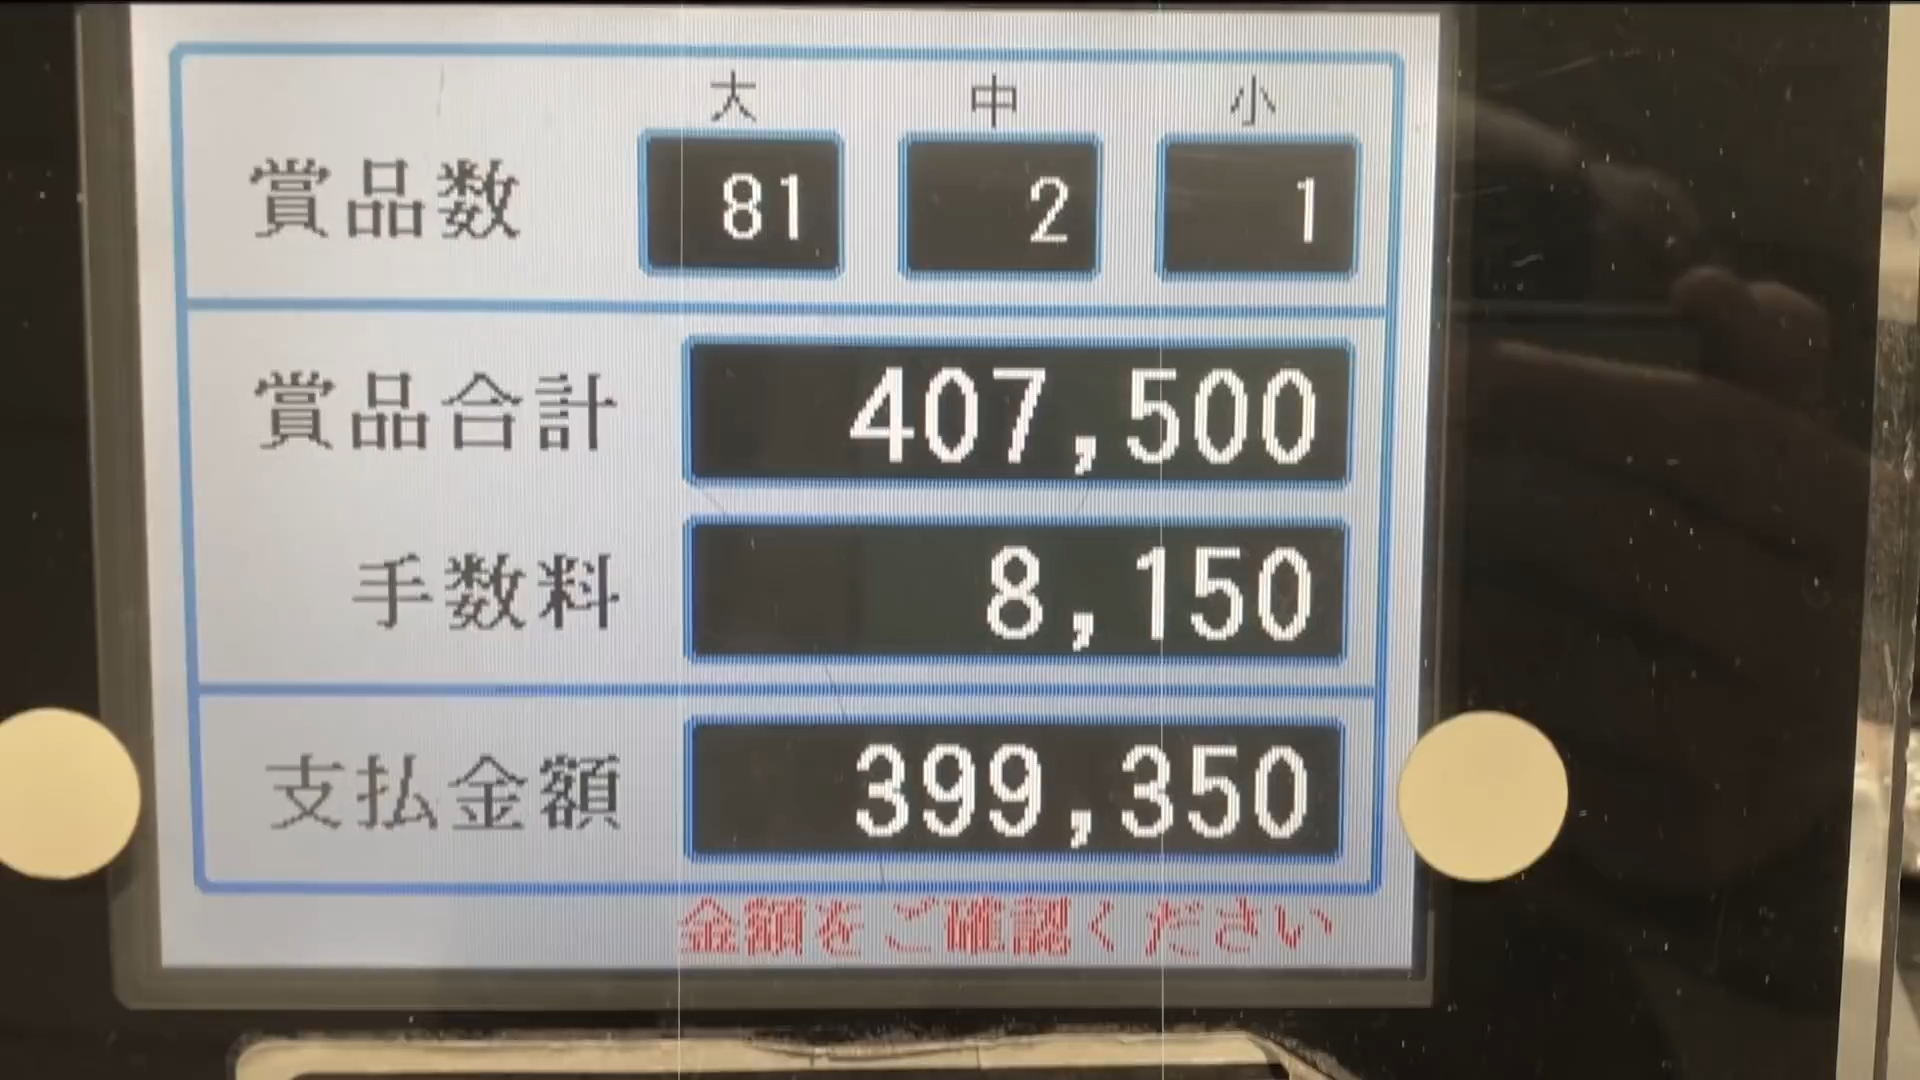 大 中 小
賞品数 81 2 1
賞品合計 407,500
手数料 8,150
支払金額 399,350
金額をご確認ください